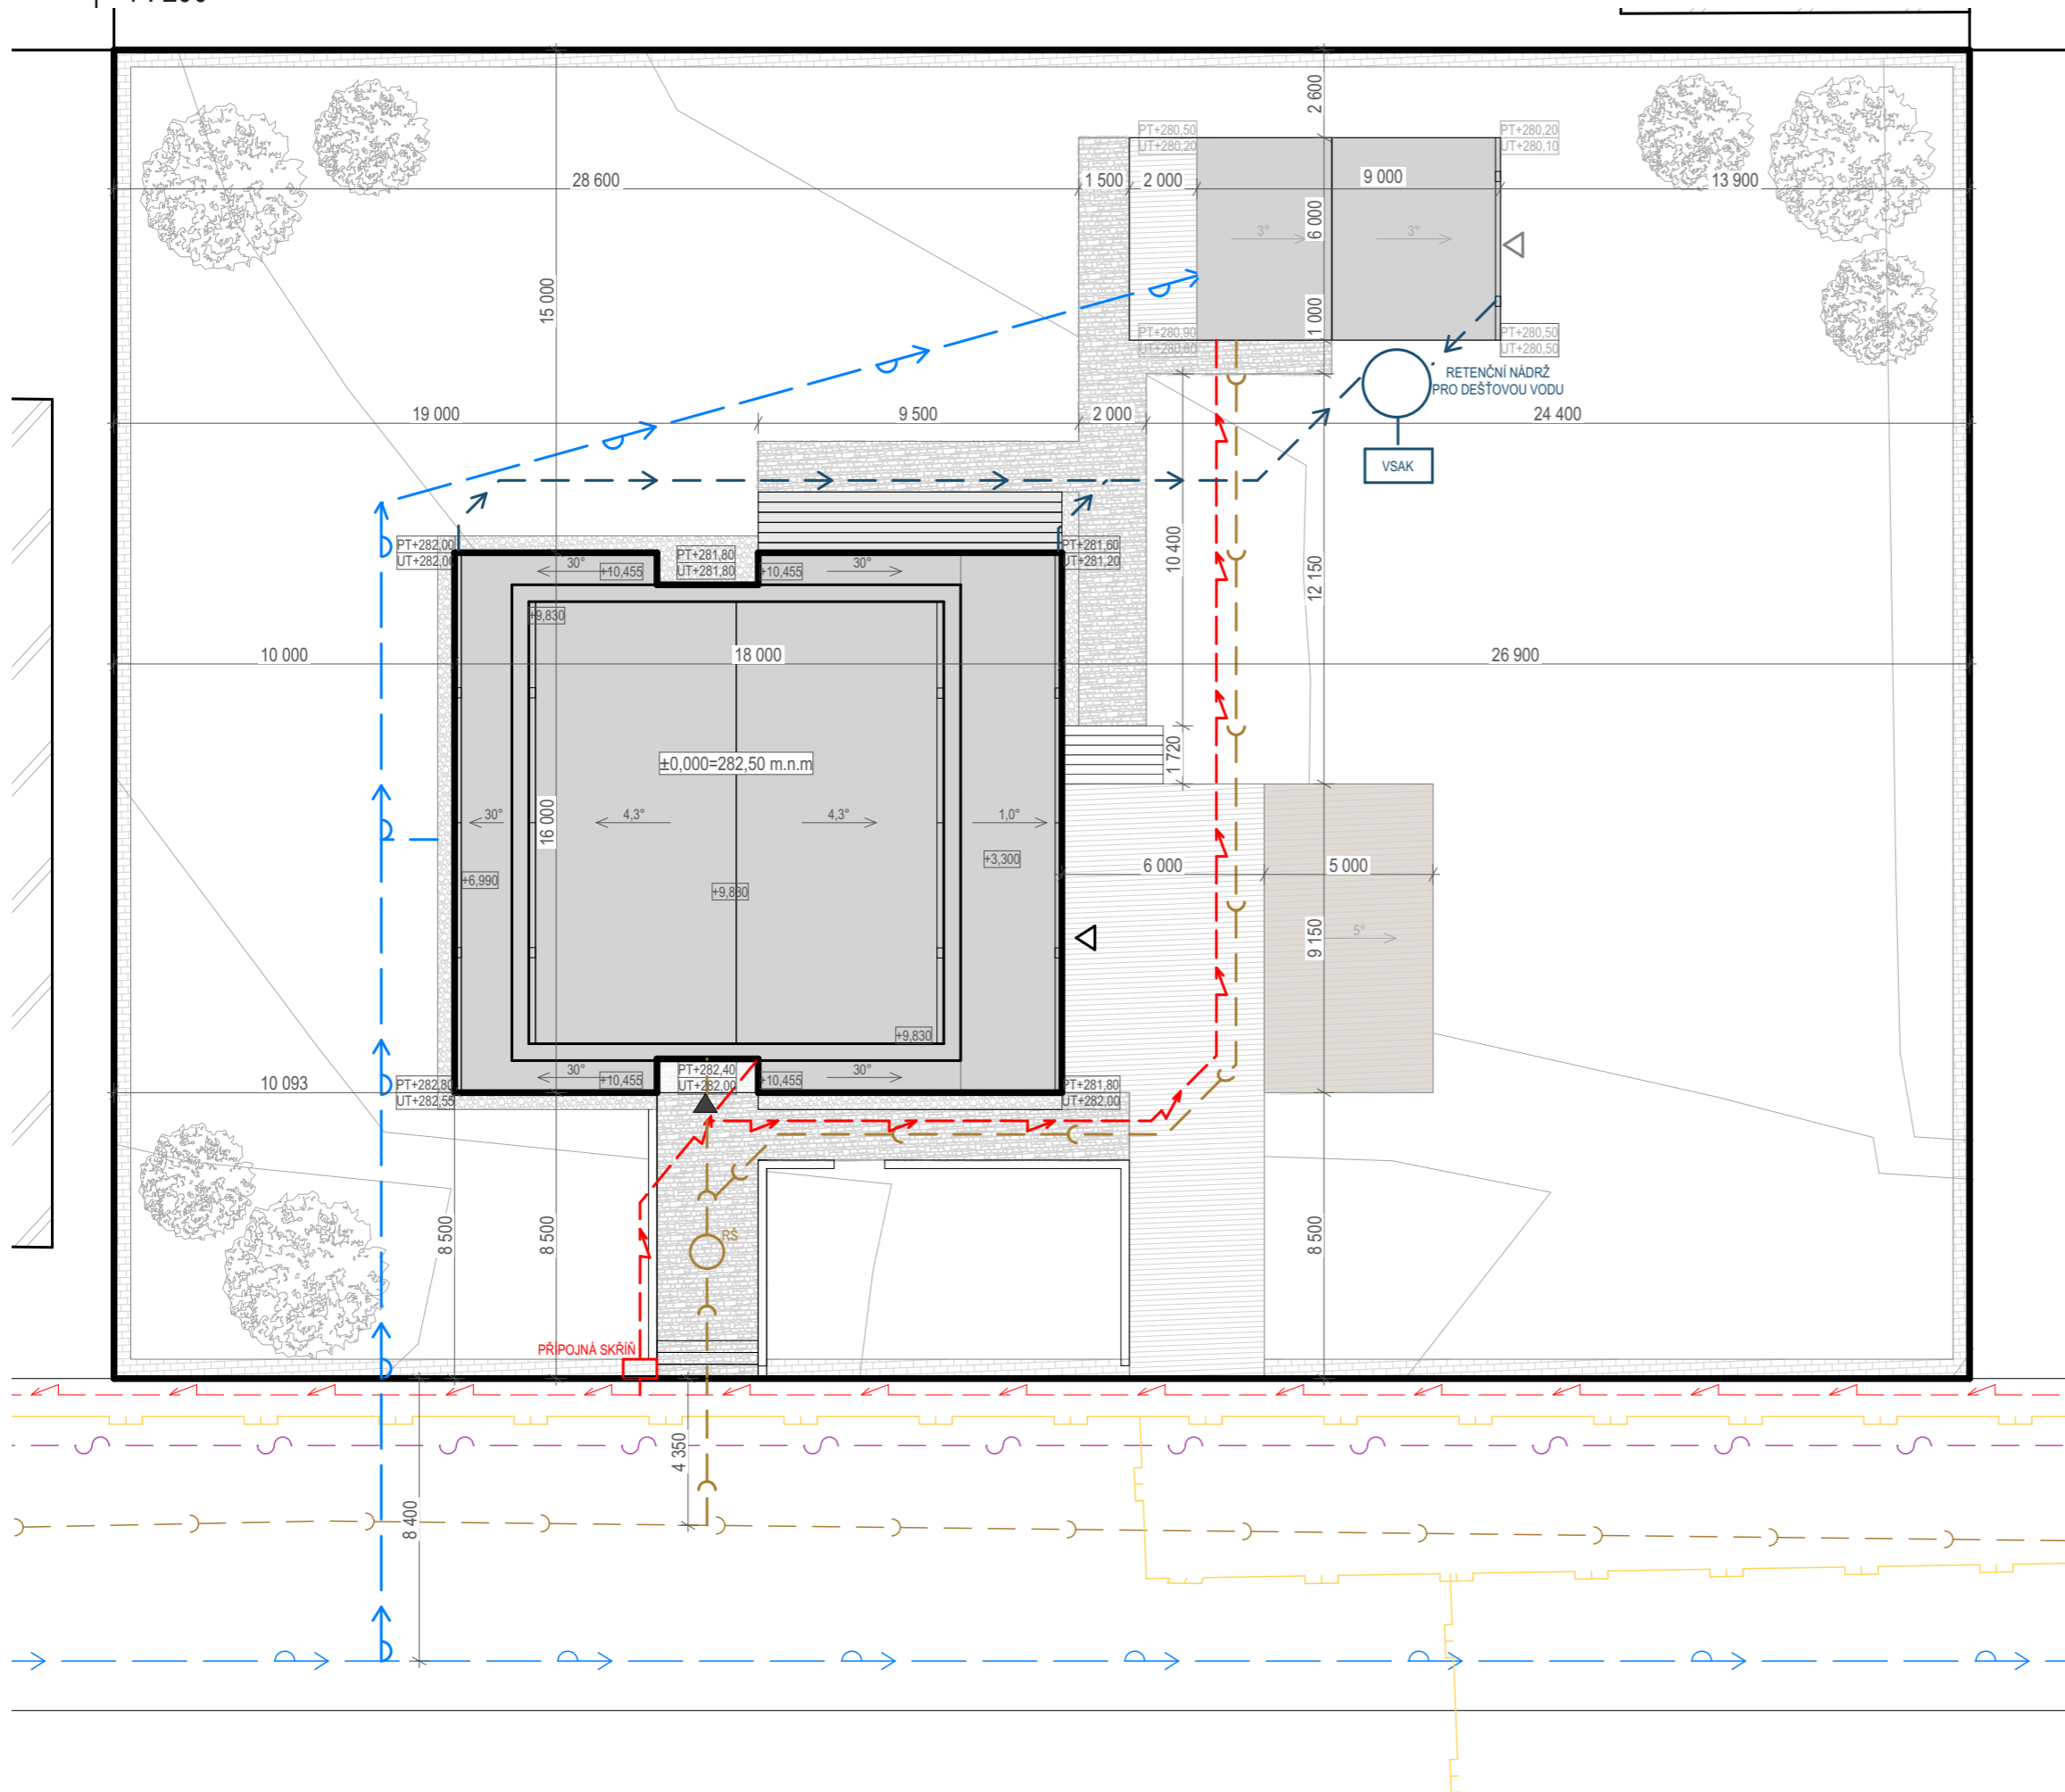 2 600
PT+280,50
UT+280,20
PT+280,20
UT+280,10
28 600
1 500
2 000
9 000
13 900
6 000
3°
3°
15 000
1 000
PT+280,90
UT+280,60
PT+280,50
UT+280,50
RETENČNÍ NÁDRŽ
PRO DEŠŤOVOU VODU
19 000
9 500
2 000
24 400
VSAK
PT+282,00
UT+282,00
PT+281,80
UT+281,80
PT+281,60
UT+281,20
30°
+10,455
+10,455
30°
10 400
12 150
+9,830
10 000
18 000
26 900
1 720
±0,000=282,50 m.n.m
30°
4,3°
16 000
4,3°
1,0°
+3,300
6 000
5 000
+6,990
+9,830
9 150
5°
+9,830
30°
+10,455
PT+282,40
UT+282,00
+10,455
30°
10 093
PT+282,80
UT+282,55
PT+281,80
UT+282,00
8 500
8 500
RŠ
8 500
PŘÍPOJNÁ SKŘÍŇ
4 350
8 400